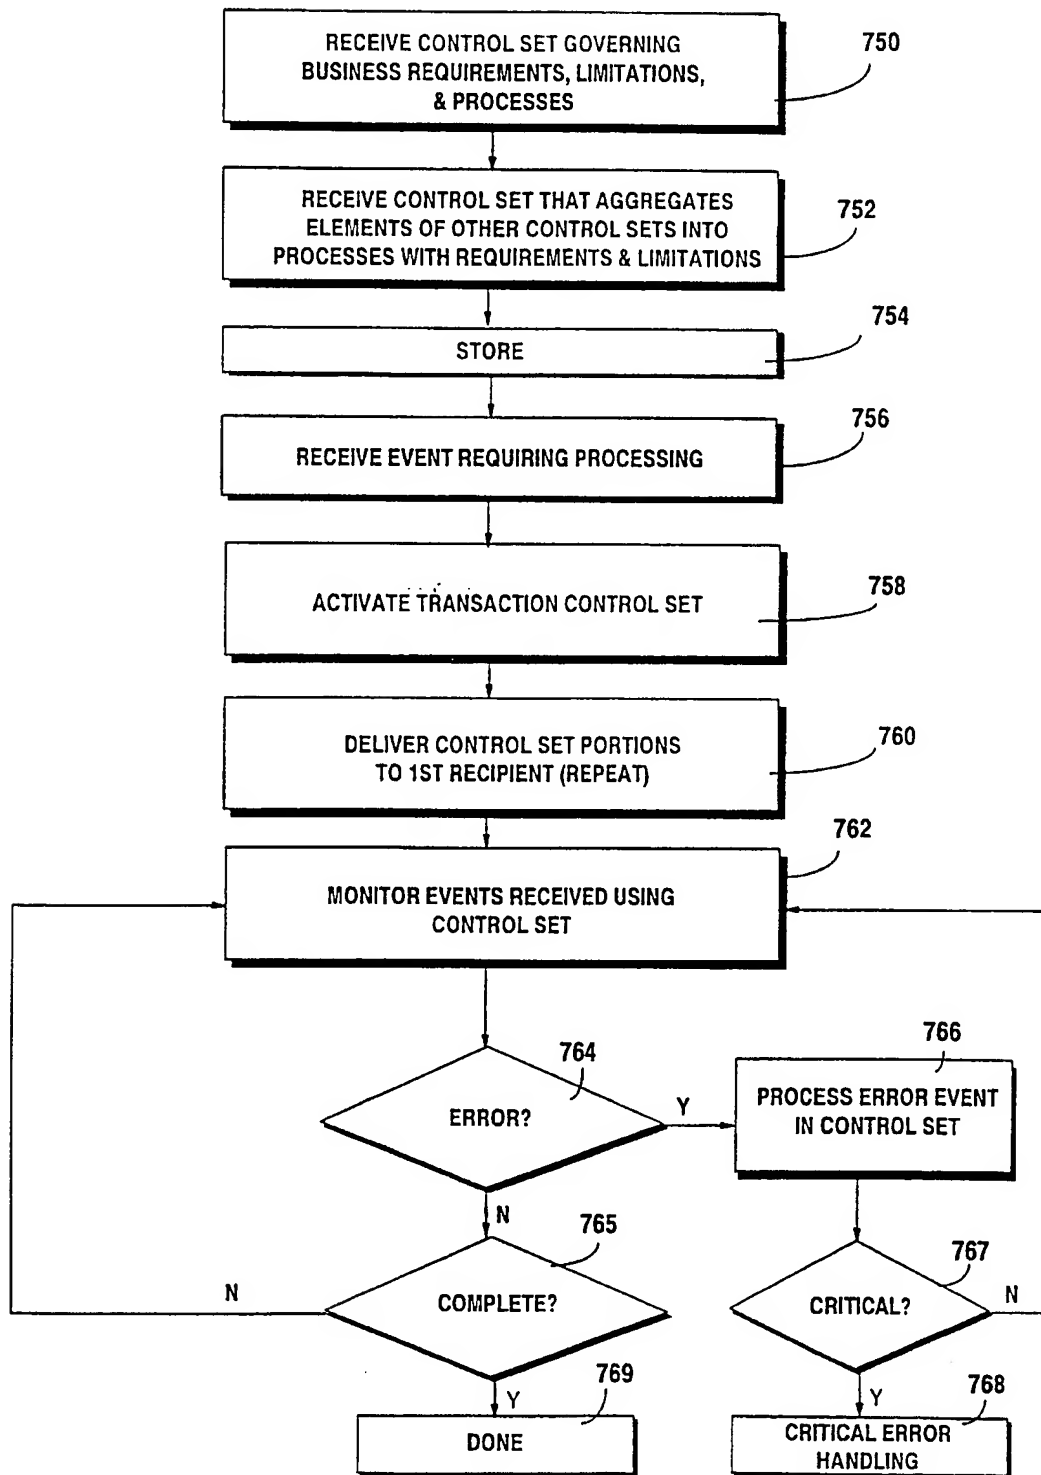 RECEIVE CONTROL SET GOVERNING
BUSINESS REQUIREMENTS, LIMITATIONS,
& PROCESSES
750
RECEIVE CONTROL SET THAT AGGREGATES
ELEMENTS OF OTHER CONTROL SETS INTO
PROCESSES WITH REQUIREMENTS & LIMITATIONS
752
STORE
754
RECEIVE EVENT REQUIRING PROCESSING
756
ACTIVATE TRANSACTION CONTROL SET
758
DELIVER CONTROL SET PORTIONS
TO 1ST RECIPIENT (REPEAT)
760
MONITOR EVENTS RECEIVED USING
CONTROL SET
762
ERROR?
764
Y
PROCESS ERROR EVENT
IN CONTROL SET
766
N
COMPLETE?
765
N
CRITICAL?
767
N
Y
DONE
769
Y
CRITICAL ERROR
HANDLING
768